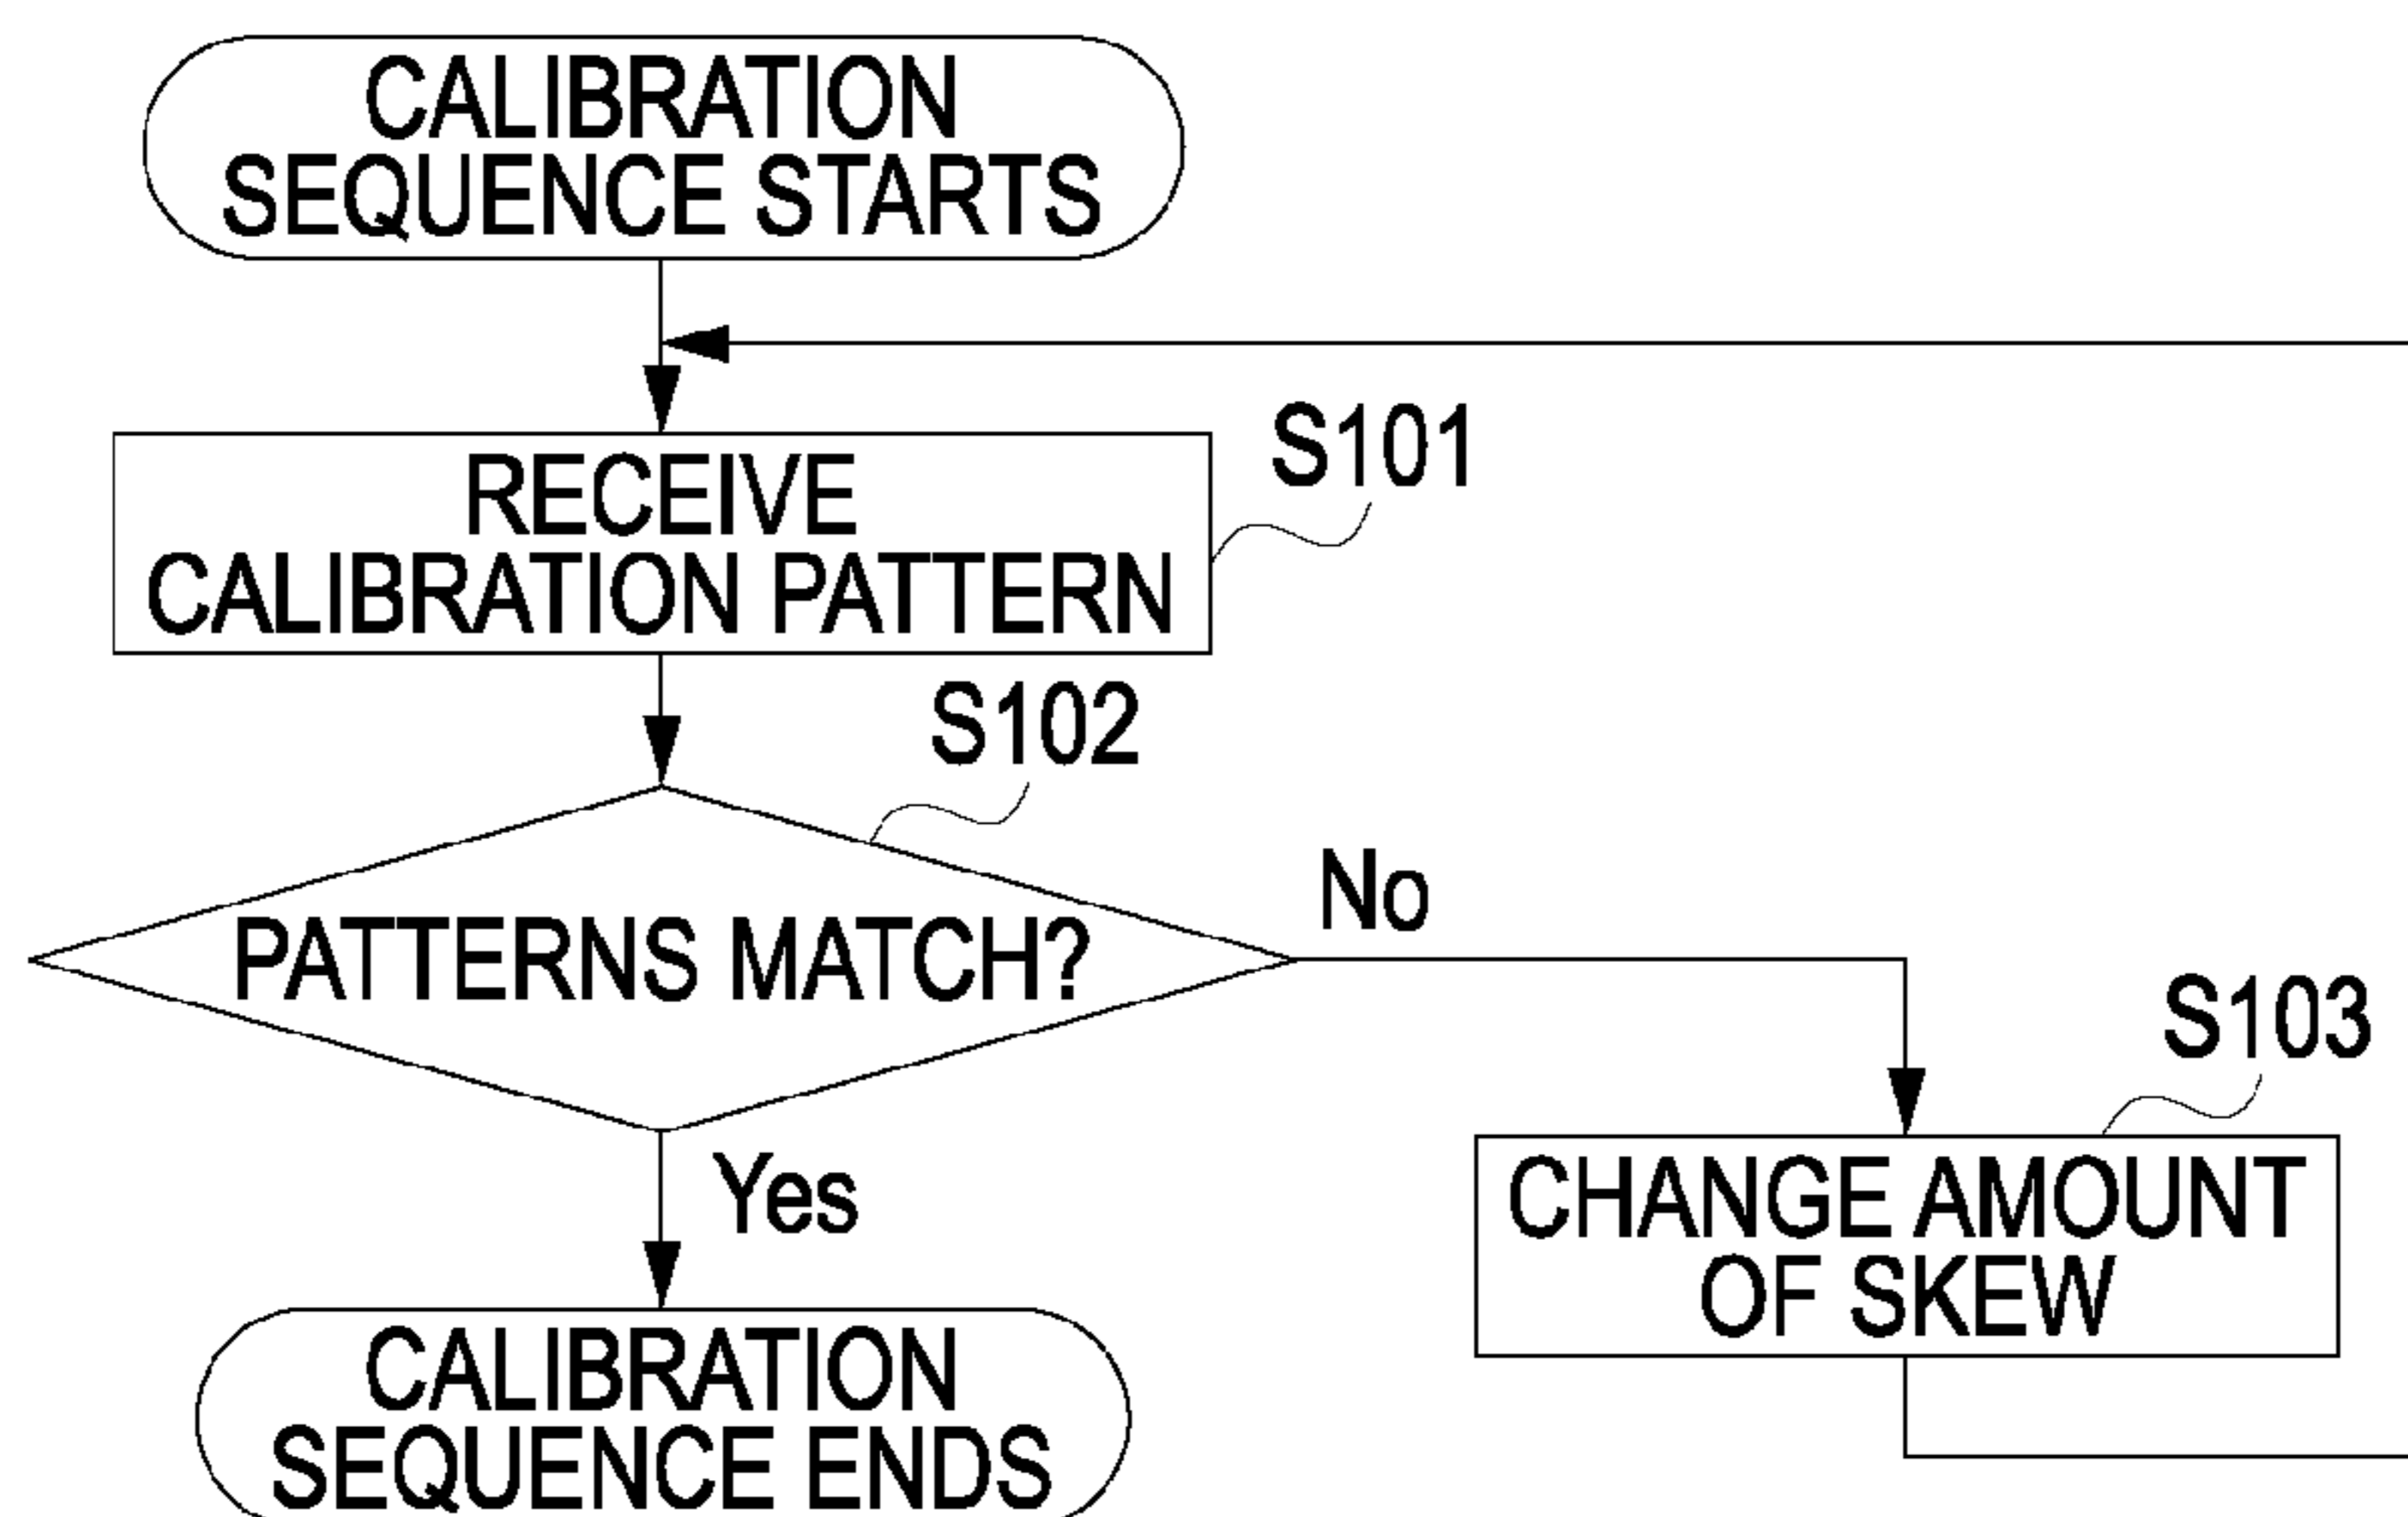 CALIBRATION
SEQUENCE STARTS
S101
RECEIVE
CALIBRATION PATTERN
S102
PATTERNS MATCH?
No
S103
CHANGE AMOUNT
OF SKEW
Yes
CALIBRATION
SEQUENCE ENDS